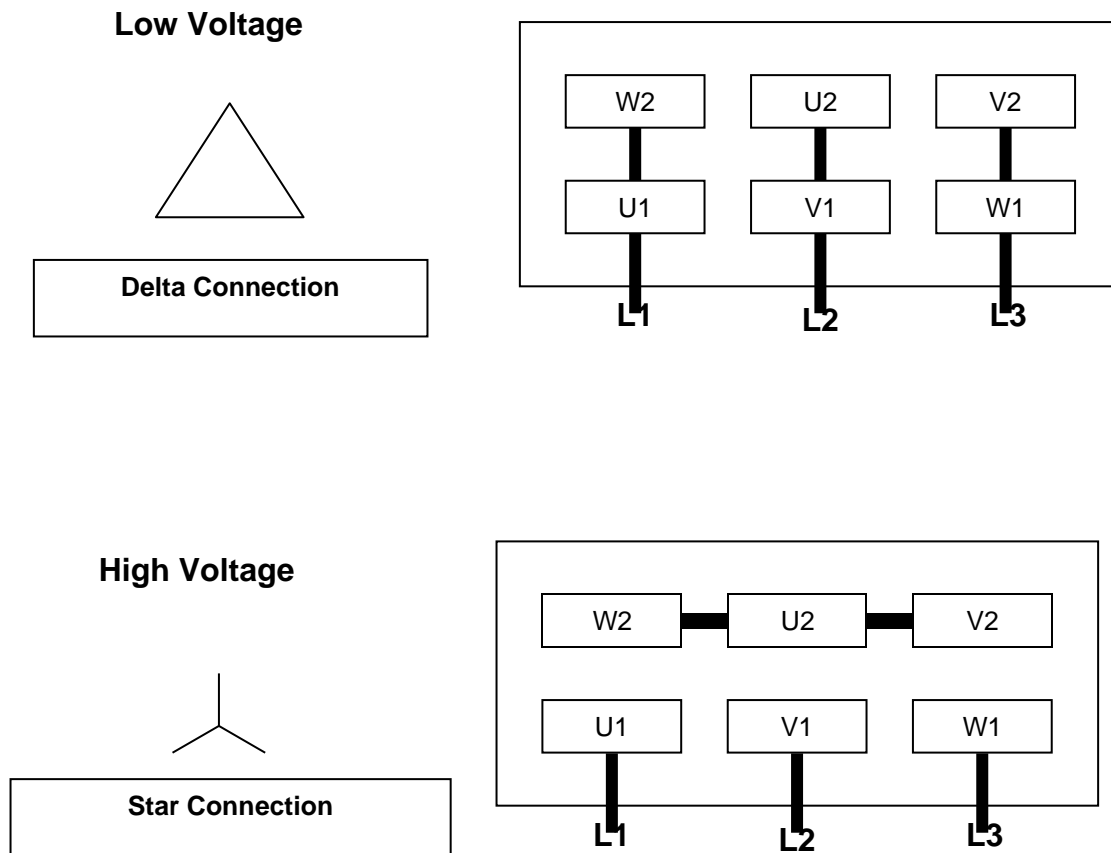 Low Voltage
W2 U2 V2
U1 V1 W1
Delta Connection
L1 L2 L3
High Voltage
W2 U2 V2
U1 V1 W1
Star Connection
L1 L2 L3